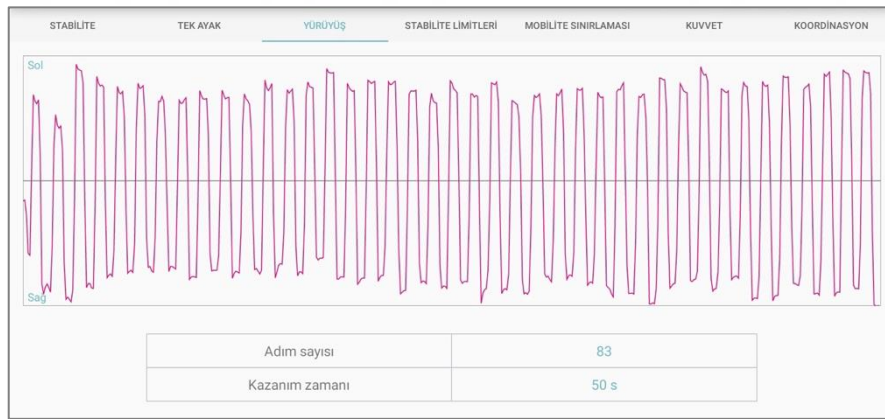 STABİLİTE TEK AYAK YÜRÜYÜŞ STABİLİTE LİMİTLERİ MOBİLİTE SINIRLAMASI KUVVET KOORDİNASYON
Sol
Sağ
Adım sayısı 83
Kazanım zamanı 50 s